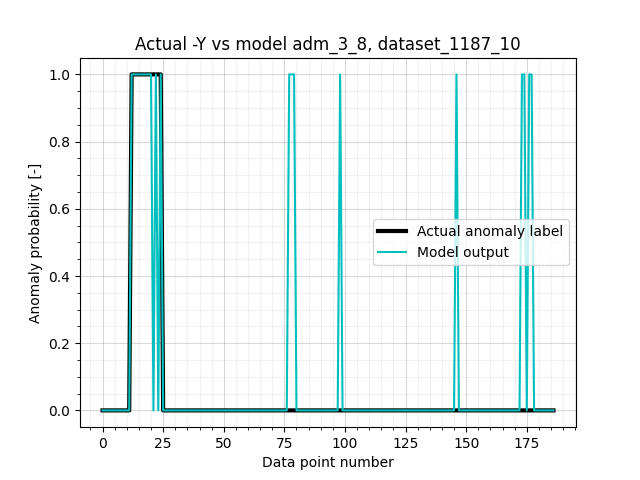 Actual -Y vs model adm_3_8, dataset_1187_10
1.0
0.8
0.6
0.4
0.2
0.0
Anomaly probability [-]
Actual anomaly label
Model output
0 25 50 75 100 125 150 175
Data point number